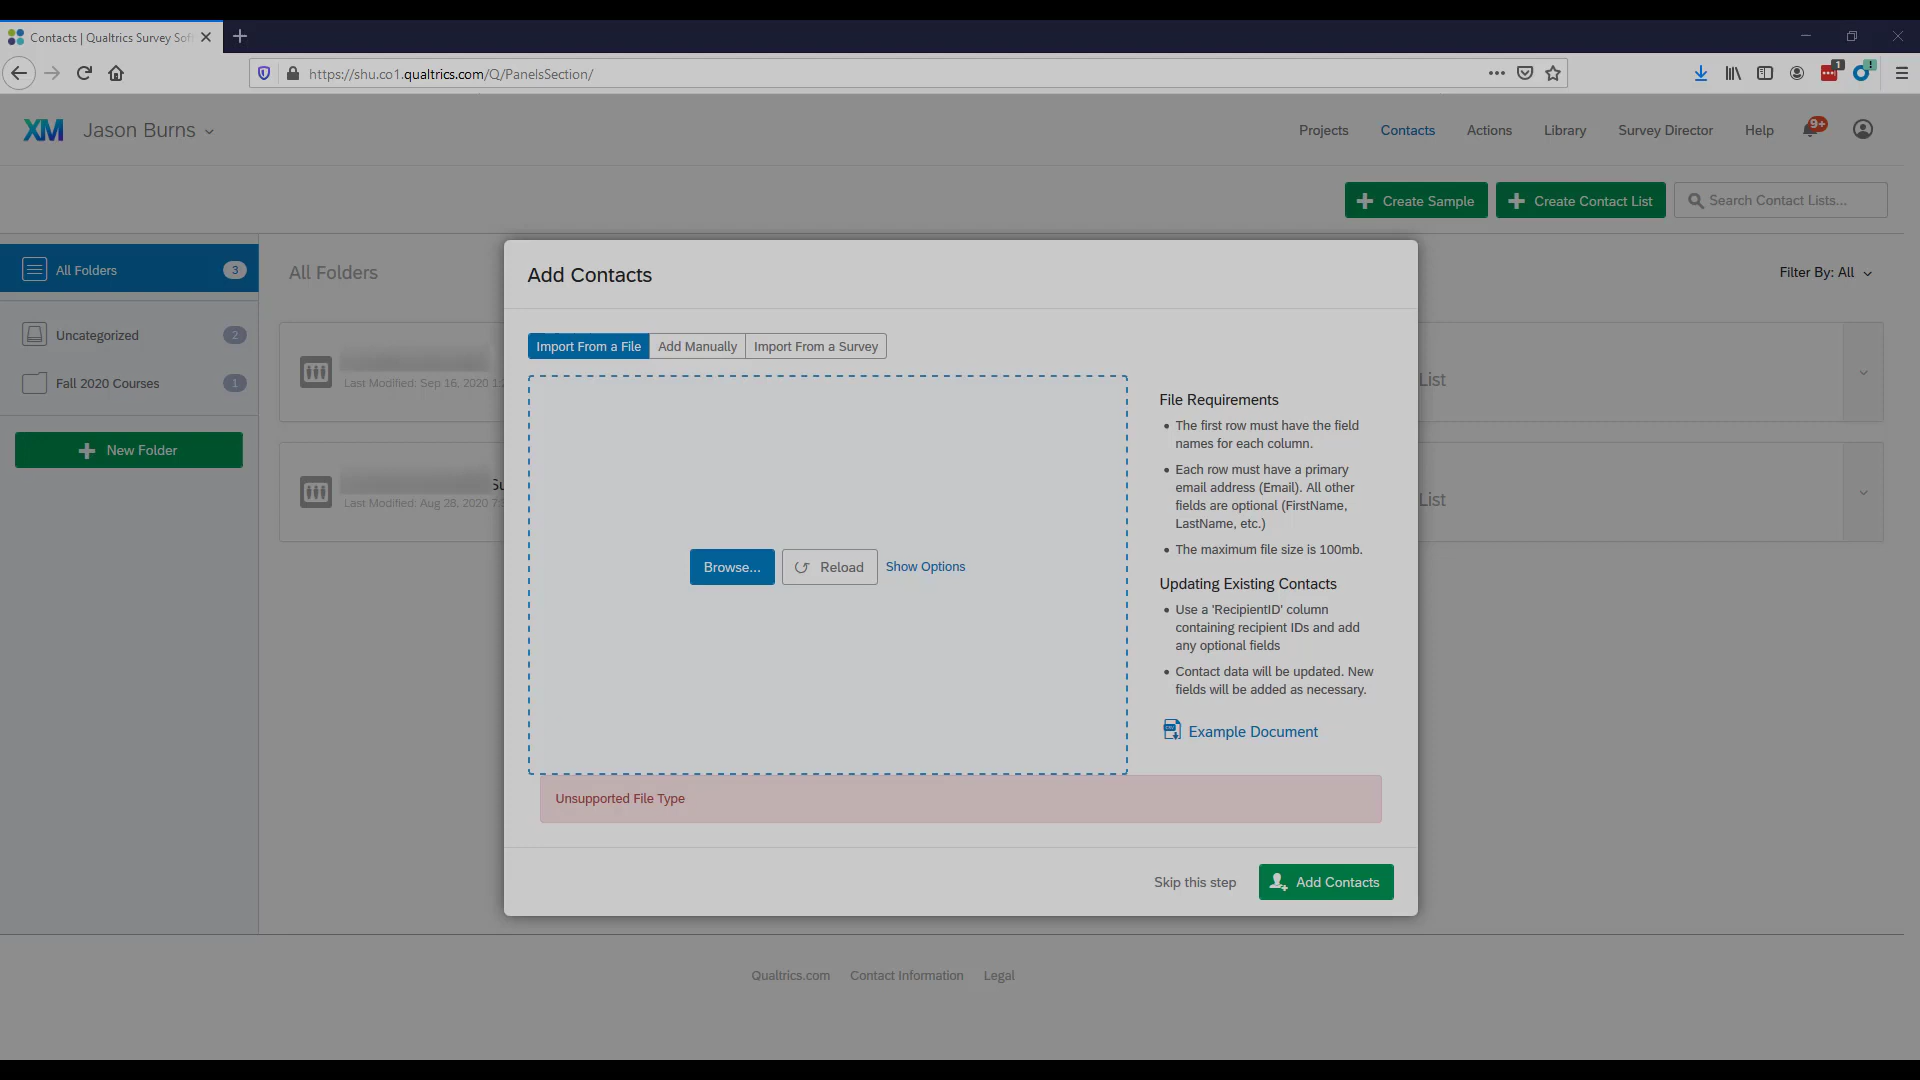 Contacts | Qualtrics Survey Sof
https://shu.co1.qualtrics.com/Q/PanelsSection/
1
!
XM Jason Burns
Projects
Contacts
Actions
Library
Survey Director
Help
9+
Create Sample
Create Contact List
Search Contact Lists...
All Folders
3
All Folders
Filter By: All
Uncategorized
2
Fall 2020 Courses
1
New Folder
Last Modified: Sep 16, 2020 1:2
List
Su
Last Modified: Aug 28, 2020 7:
List
Add Contacts
Import From a File
Add Manually
Import From a Survey
Browse...
Reload
Show Options
File Requirements
The first row must have the field
names for each column.
Each row must have a primary
email address (Email). All other
fields are optional (FirstName,
LastName, etc.)
The maximum file size is 100mb.
Updating Existing Contacts
Use a 'RecipientID' column
containing recipient IDs and add
any optional fields
Contact data will be updated. New
fields will be added as necessary.
Example Document
Unsupported File Type
Skip this step
Add Contacts
Qualtrics.com
Contact Information
Legal